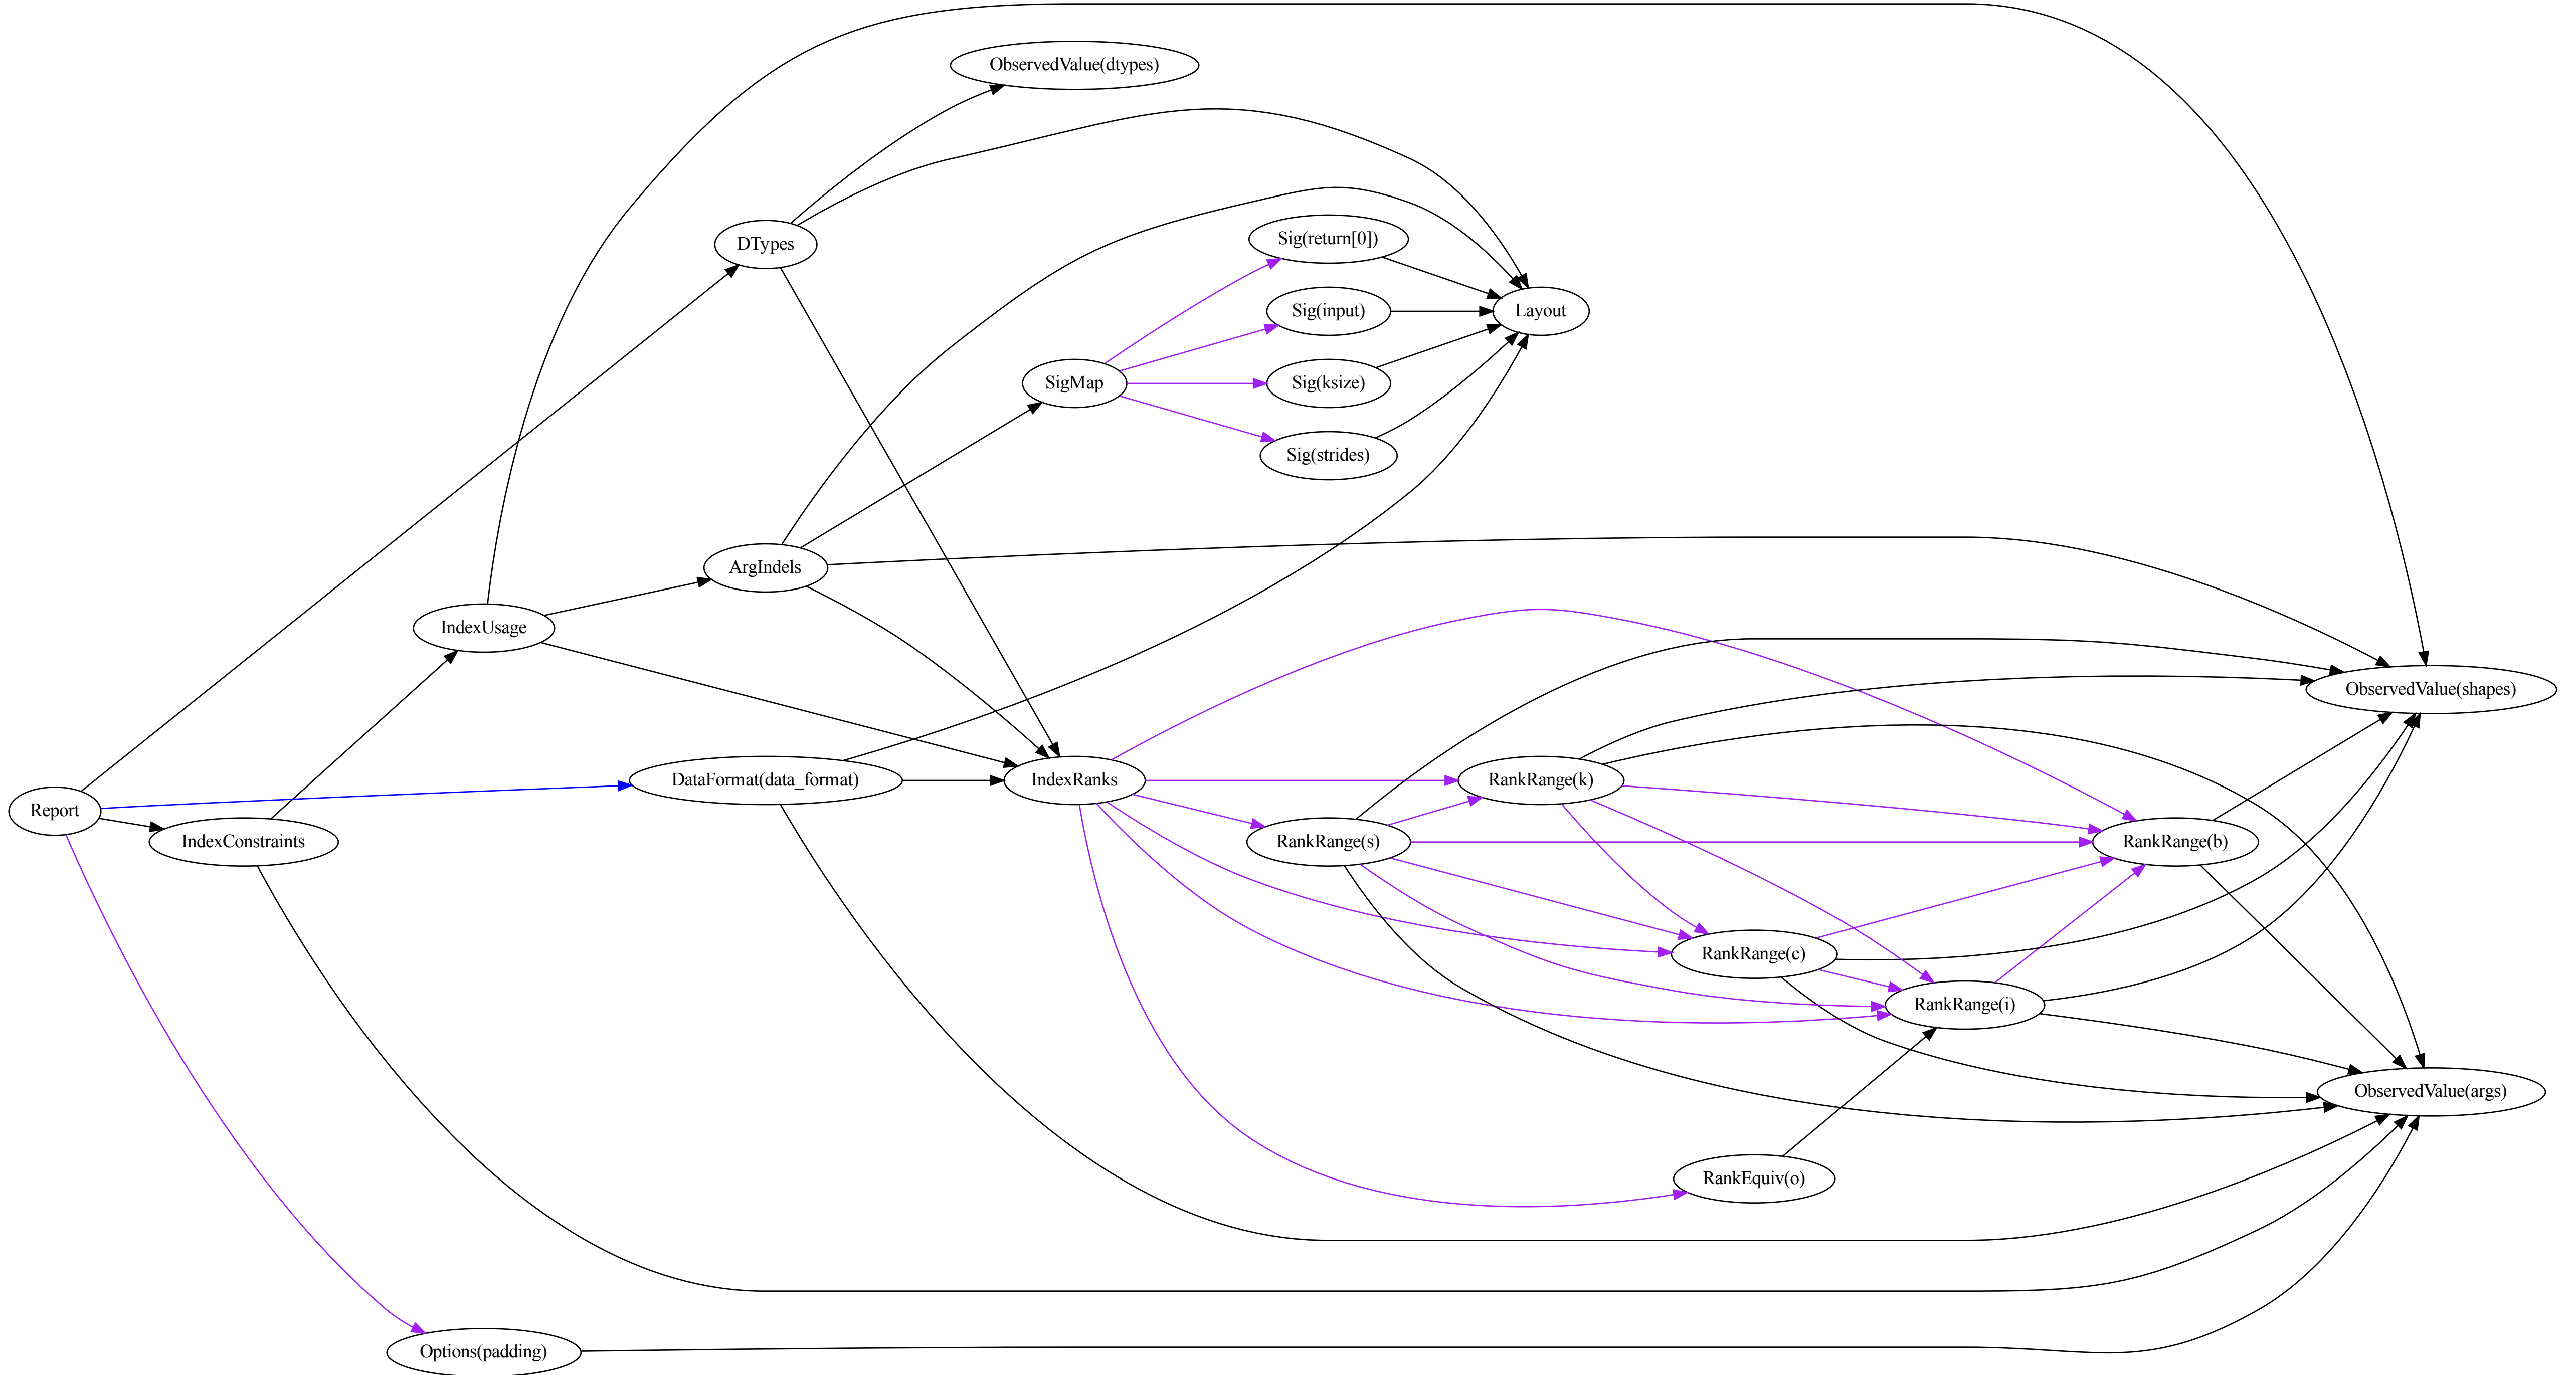 ObservedValue(dtypes)
DTypes
Sig(return[0])
Sig(input)
Layout
SigMap
Sig(ksize)
Sig(strides)
ArgIndels
IndexUsage
ObservedValue(shapes)
DataFormat(data_format)
IndexRanks
RankRange(k)
Report
IndexConstraints
RankRange(s)
RankRange(b)
RankRange(c)
RankRange(i)
ObservedValue(args)
RankEquiv(o)
Options(padding)